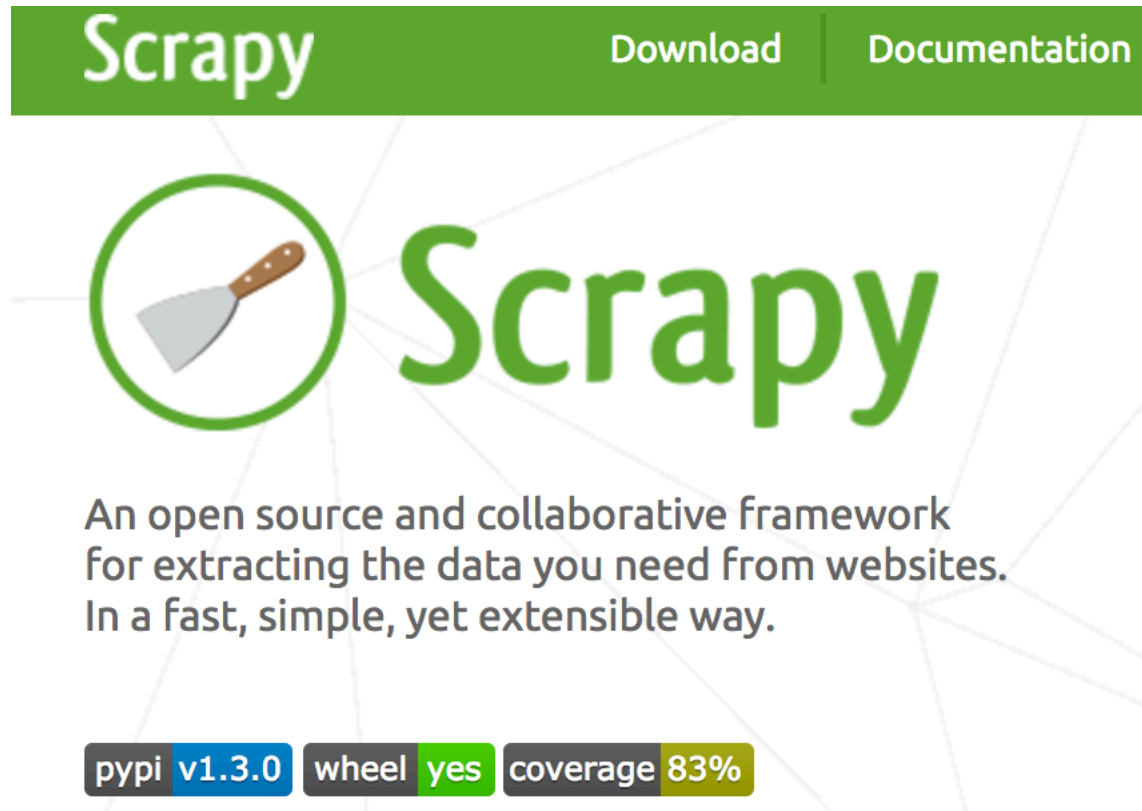 Scrapy Download Documentation
Scrapy
An open source and collaborative framework
for extracting the data you need from websites.
In a fast, simple, yet extensible way.
pypi v1.3.0 wheel yes coverage 83%